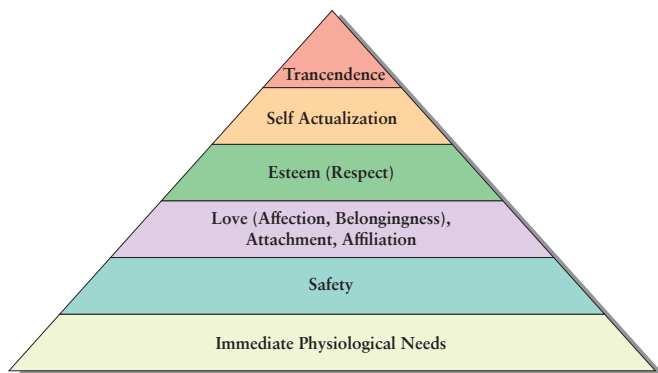 Trancendence
Self Actualization
Esteem (Respect)
Love (Affection, Belongingness),
Attachment, Affiliation
Safety
Immediate Physiological Needs